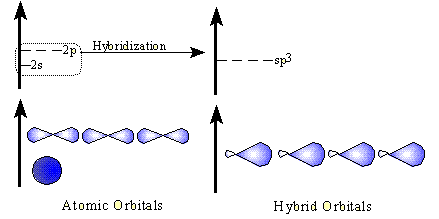 Hybridization
2p
2s
sp³
Atomic Orbitals
Hybrid Orbitals